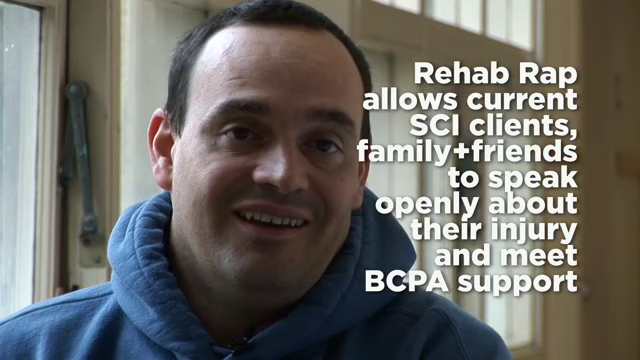 Rehab Rap
allows current
SCI clients,
family+friends
to speak
openly about
their injury
and meet
BCPA support